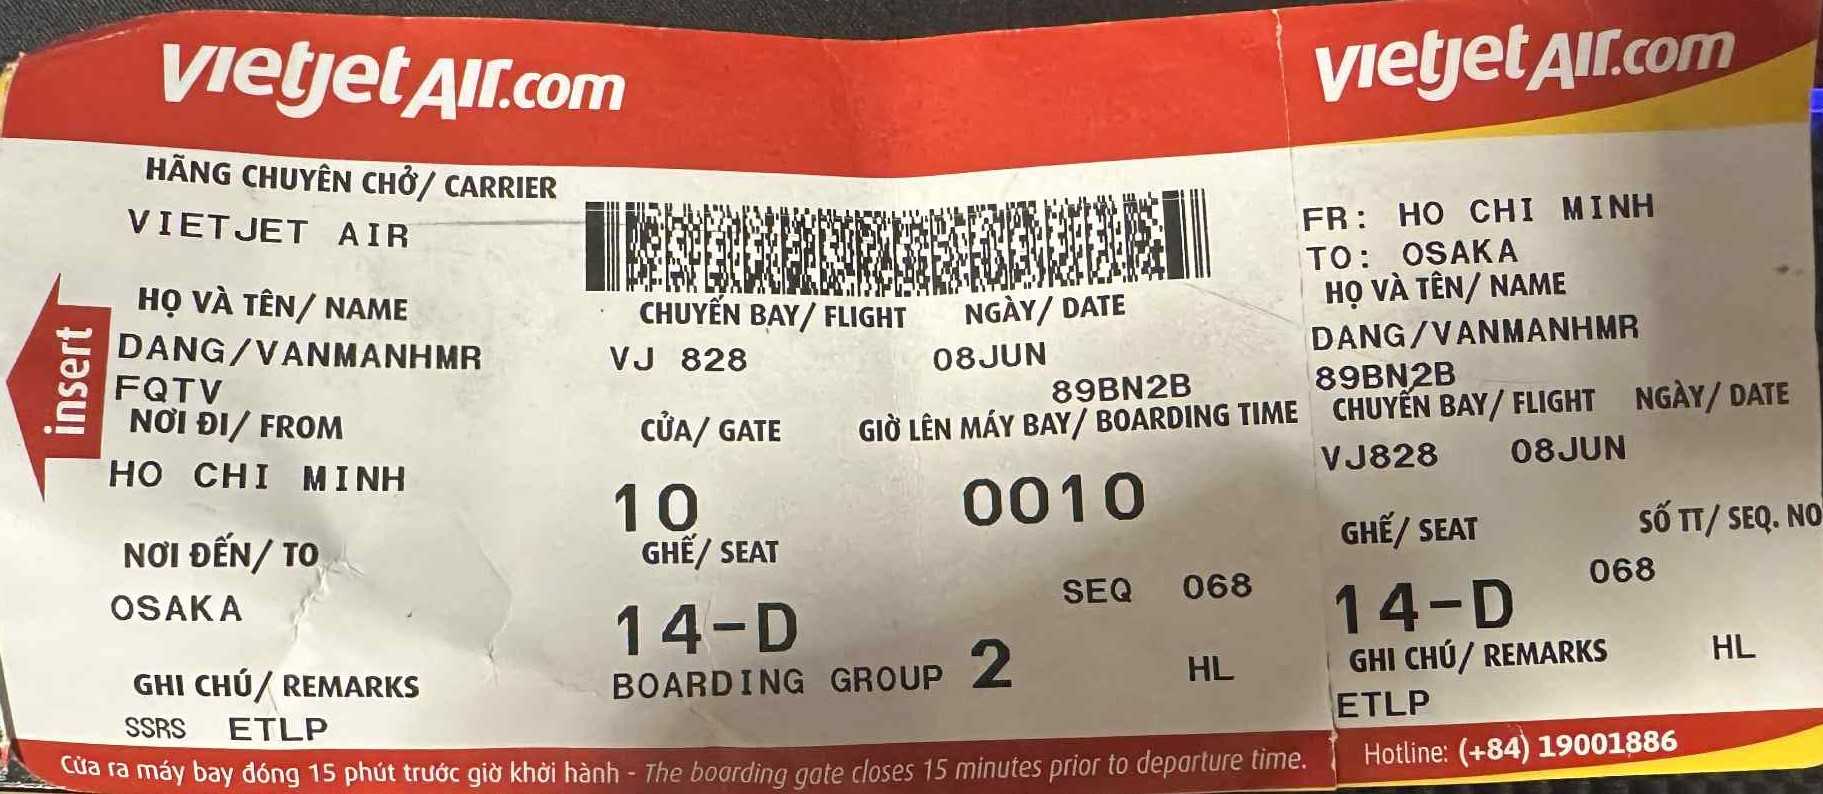 vietjetAir.com
HÃNG CHUYÊN CHỞ/ CARRIER
VIETJET AIR
HỌ VÀ TÊN/ NAME
DANG/VANMANHMR
FQTV
NƠI ĐI/ FROM
HO CHI MINH
NƠI ĐẾN/ TO
OSAKA
GHI CHÚ/ REMARKS
SSRS ETLP
insert
CHUYẾN BAY/ FLIGHT NGÀY/ DATE
VJ 828 08JUN
89BN2B
CỬA/ GATE GIỜ LÊN MÁY BAY/ BOARDING TIME
10 0010
GHẾ/ SEAT
SEQ 068
14-D
BOARDING GROUP 2 HL
Cửa ra máy bay đóng 15 phút trước giờ khởi hành - The boarding gate closes 15 minutes prior to departure time.
vietjetAir.com
FR: HO CHI MINH
TO: OSAKA
HỌ VÀ TÊN/ NAME
DANG/VANMANHMR
89BN2B
CHUYẾN BAY/ FLIGHT NGÀY/ DATE
VJ828 08JUN
GHẾ/ SEAT SỐ TT/ SEQ. NO
14-D 068
GHI CHÚ/ REMARKS HL
ETLP
Hotline: (+84) 19001886